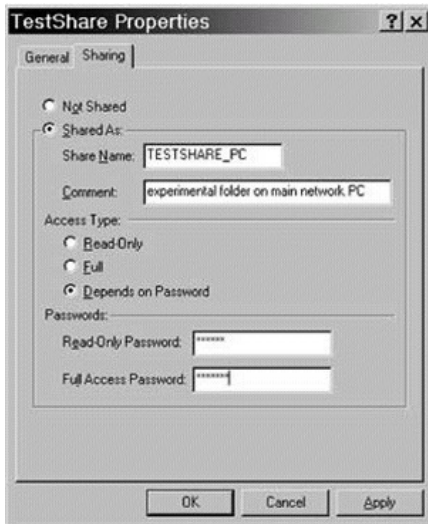 TestShare Properties
General Sharing
Not Shared
Shared As:
Share Name: TESTSHARE_PC
Comment: experimental folder on main network PC
Access Type:
Read-Only
Full
Depends on Password
Passwords:
Read-Only Password: ******
Full Access Password: *******
OK Cancel Apply